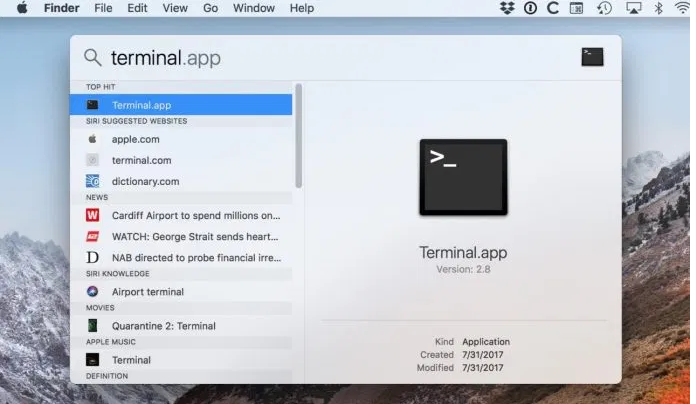 Finder File Edit View Go Window Help
terminal.app
TOP HIT
Terminal.app
SIRI SUGGESTED WEBSITES
apple.com
terminal.com
dictionary.com
NEWS
Cardiff Airport to spend millions on...
WATCH: George Strait sends heart...
NAB directed to probe financial irre...
SIRI KNOWLEDGE
Airport terminal
MOVIES
Quarantine 2: Terminal
APPLE MUSIC
Terminal
DEFINITION
>_
Terminal.app
Version: 2.8
Kind Application
Created 7/31/2017
Modified 7/31/2017